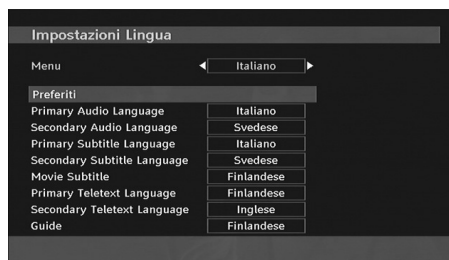 Impostazioni Lingua
Menu Italiano
Preferiti
Primary Audio Language Italiano
Secondary Audio Language Svedese
Primary Subtitle Language Italiano
Secondary Subtitle Language Svedese
Movie Subtitle Finlandese
Primary Teletext Language Finlandese
Secondary Teletext Language Inglese
Guide Finlandese